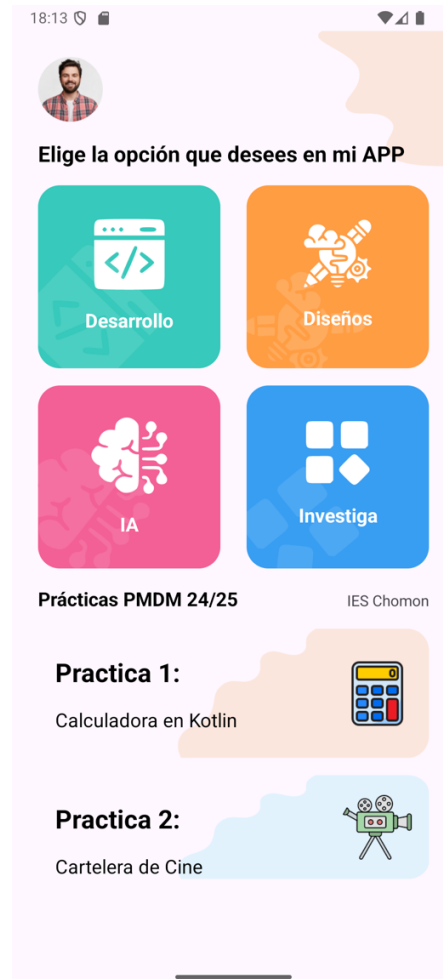 18:13
Elige la opción que desees en mi APP
</>
Desarrollo
Diseños
IA
Investiga
Prácticas PMDM 24/25
IES Chomon
Practica 1:
0
Calculadora en Kotlin
Practica 2:
Cartelera de Cine